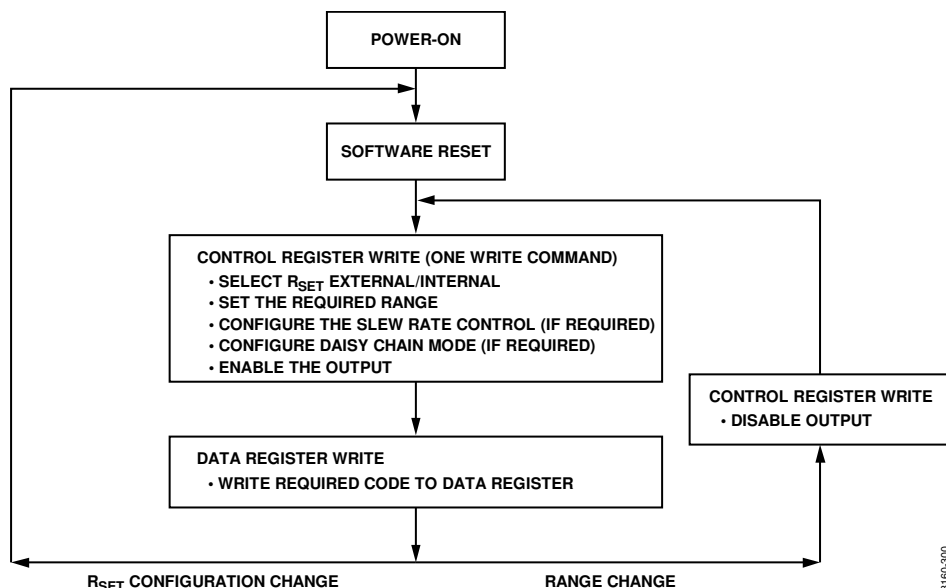 POWER-ON
SOFTWARE RESET
CONTROL REGISTER WRITE (ONE WRITE COMMAND)
• SELECT RSET EXTERNAL/INTERNAL
• SET THE REQUIRED RANGE
• CONFIGURE THE SLEW RATE CONTROL (IF REQUIRED)
• CONFIGURE DAISY CHAIN MODE (IF REQUIRED)
• ENABLE THE OUTPUT
CONTROL REGISTER WRITE
• DISABLE OUTPUT
DATA REGISTER WRITE
• WRITE REQUIRED CODE TO DATA REGISTER
RSET CONFIGURATION CHANGE
RANGE CHANGE